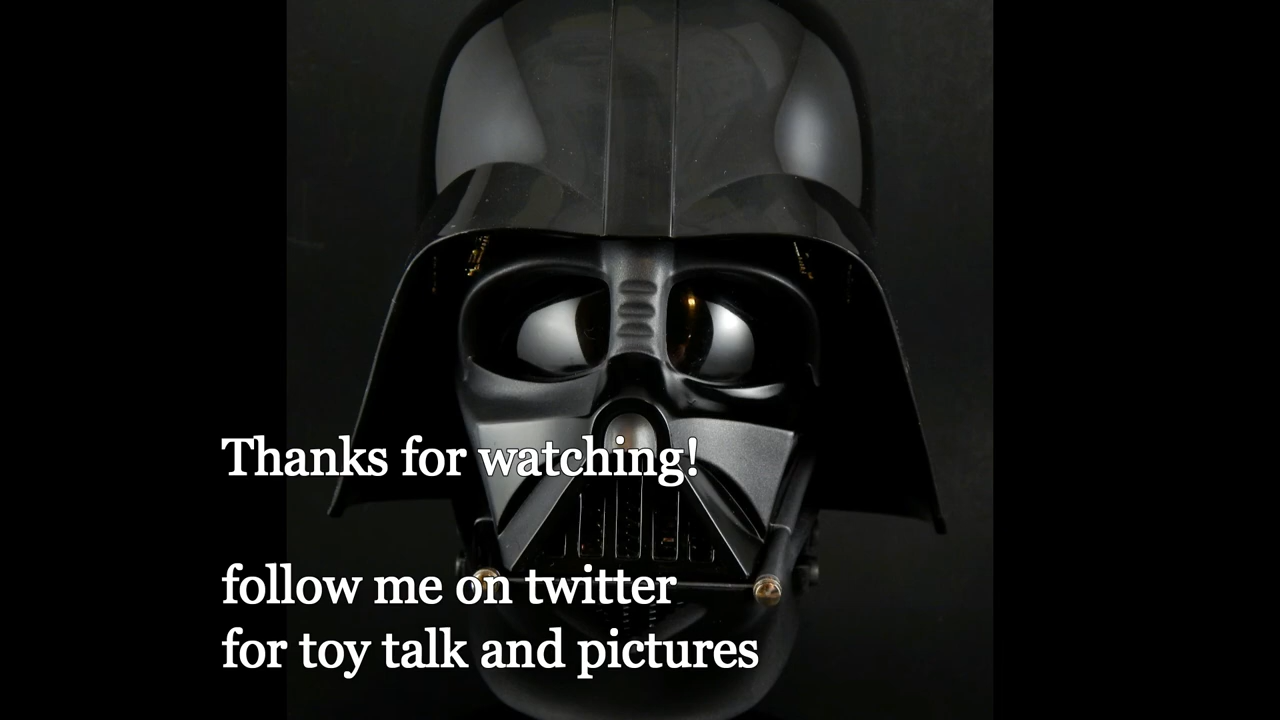 Thanks for watching!
follow me on twitter
for toy talk and pictures